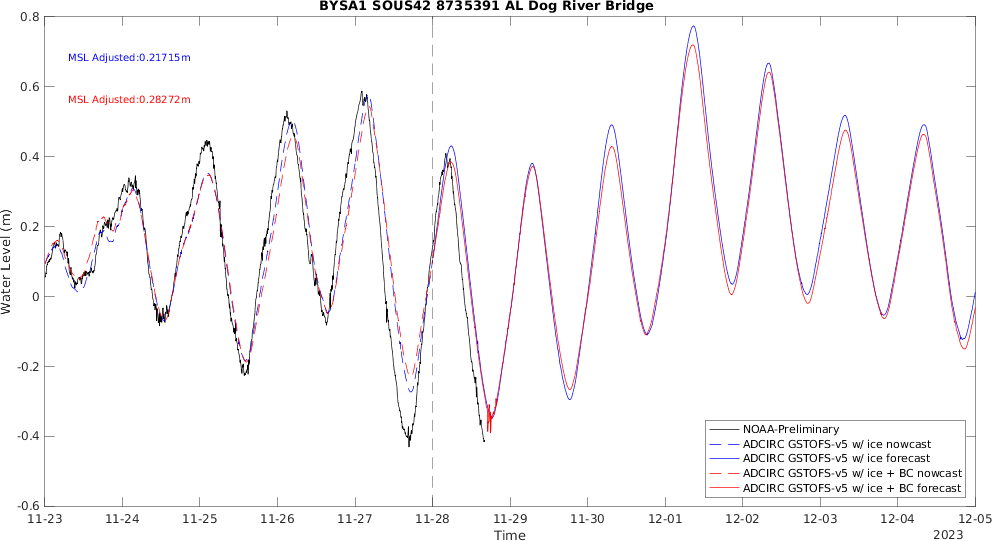 BYSA1 SOUS42 8735391 AL Dog River Bridge
MSL Adjusted:0.21715m
MSL Adjusted:0.28272m
Water Level (m)
0.8
0.6
0.4
0.2
0
-0.2
-0.4
-0.6
NOAA-Preliminary
ADCIRC GSTOFS-v5 w/ ice nowcast
ADCIRC GSTOFS-v5 w/ ice forecast
ADCIRC GSTOFS-v5 w/ ice + BC nowcast
ADCIRC GSTOFS-v5 w/ ice + BC forecast
11-23 11-24 11-25 11-26 11-27 11-28 11-29 11-30 12-01 12-02 12-03 12-04 12-05
Time
2023